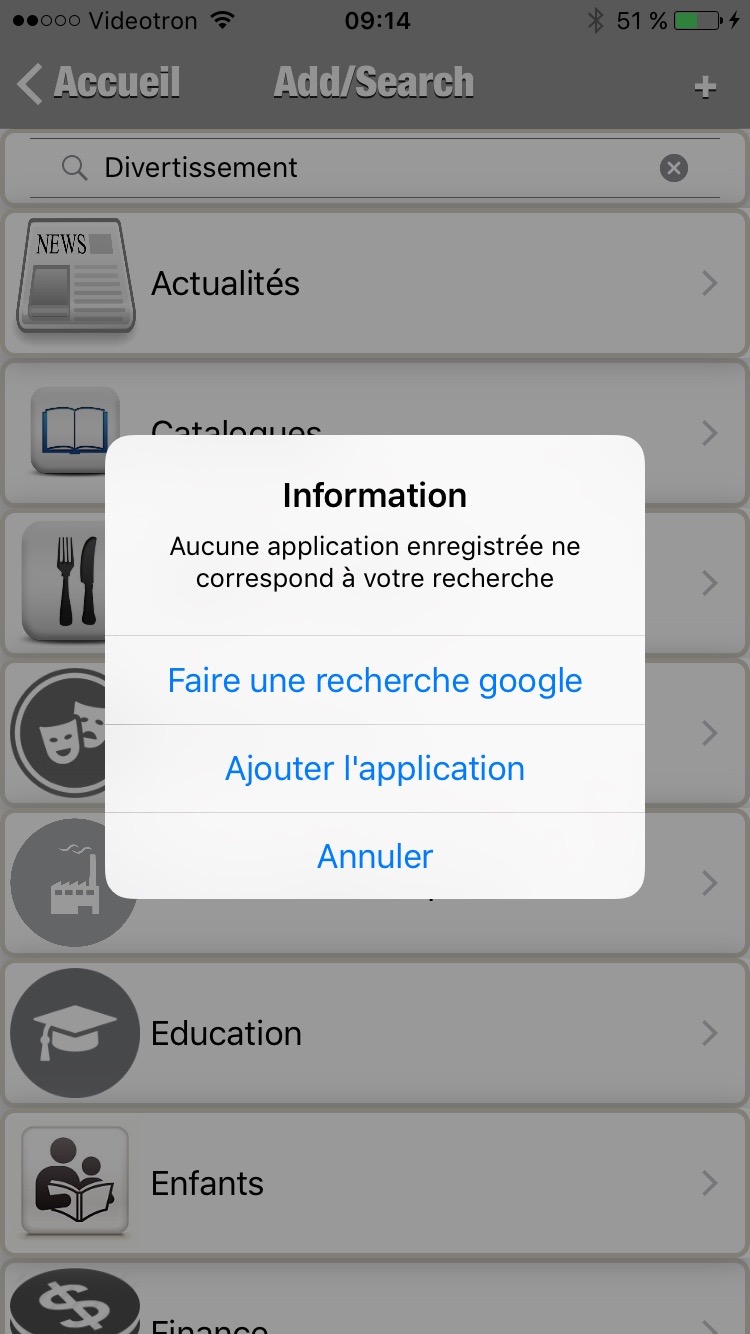 Videotron 09:14 51 %
Accueil Add/Search +
Divertissement
NEWS
Actualités
Catalogues
Information
Aucune application enregistrée ne
correspond à votre recherche
Faire une recherche google
Ajouter l'application
Annuler
Education
Enfants
Finance